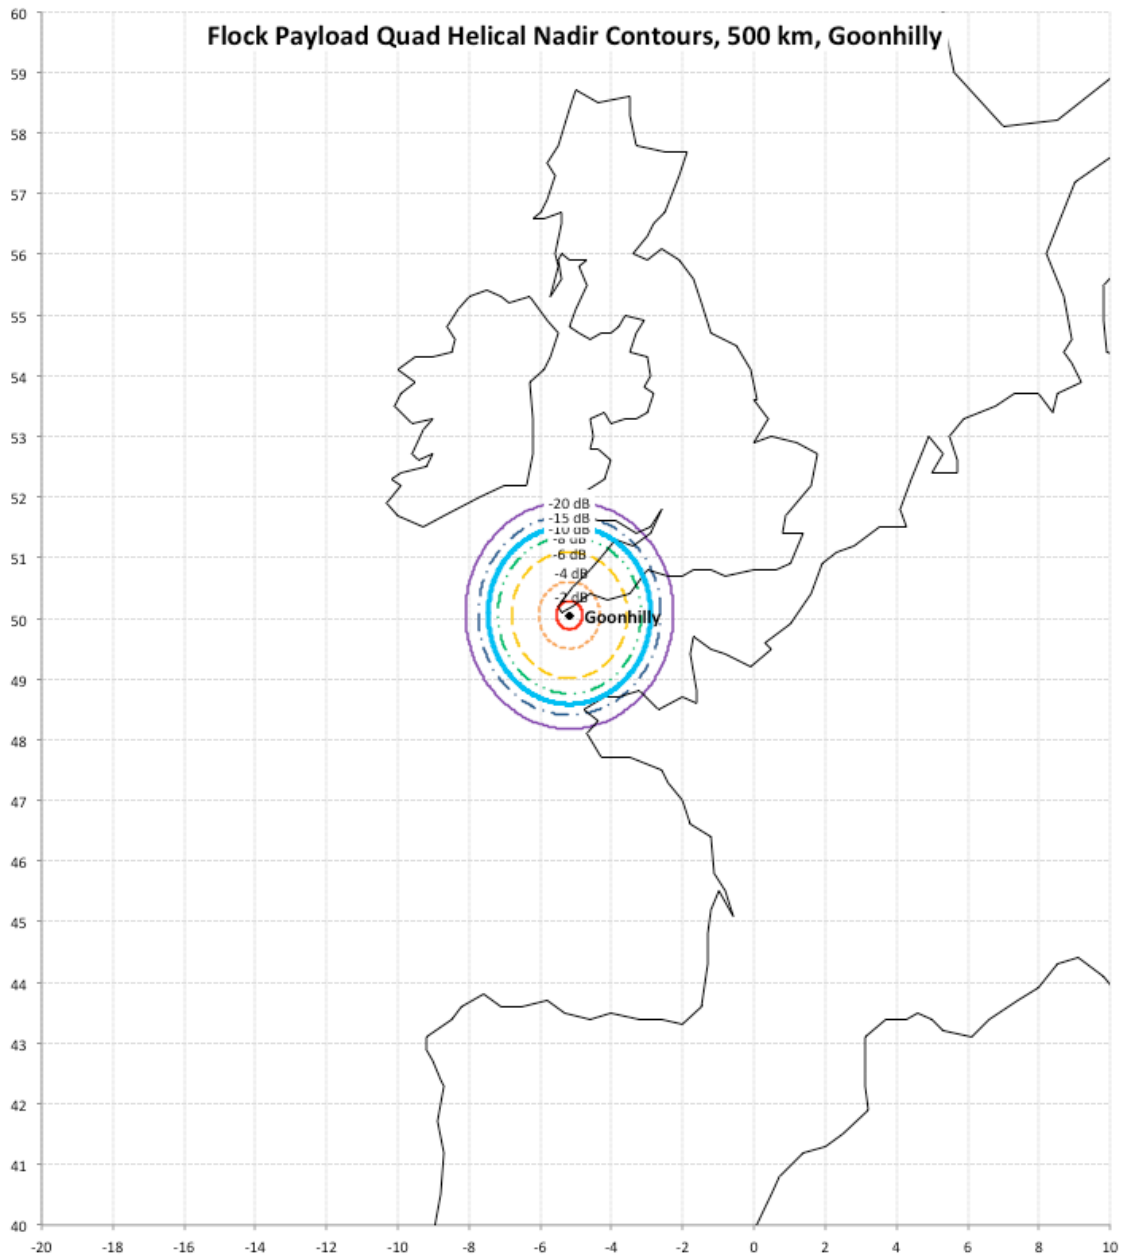 Flock Payload Quad Helical Nadir Contours, 500 km, Goonhilly
60
59
58
57
56
55
54
53
52
51
50
49
48
47
46
45
44
43
42
41
40
-20 dB
-15 dB
-10 dB
-8 dB
-6 dB
-4 dB
-2 dB
Goonhilly
-20 -18 -16 -14 -12 -10 -8 -6 -4 -2 0 2 4 6 8 10